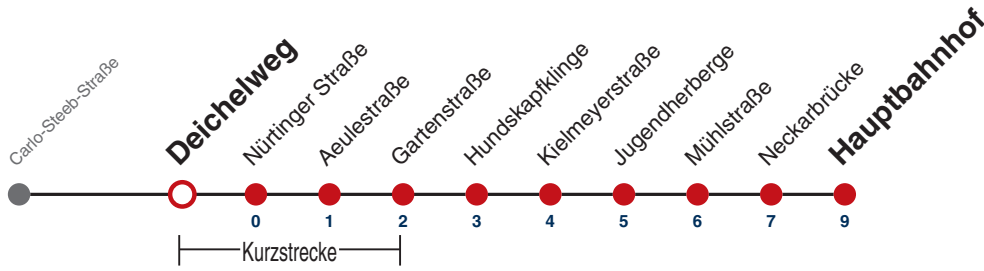 Carlo-Steeb-Straße
Deichelweg
Nürtinger Straße
Aeulestraße
Gartenstraße
Hundskapfklinge
Kielmeyerstraße
Jugendherberge
Mühlstraße
Neckarbrücke
Hauptbahnhof
0 1 2 3 4 5 6 7 9
Kurzstrecke